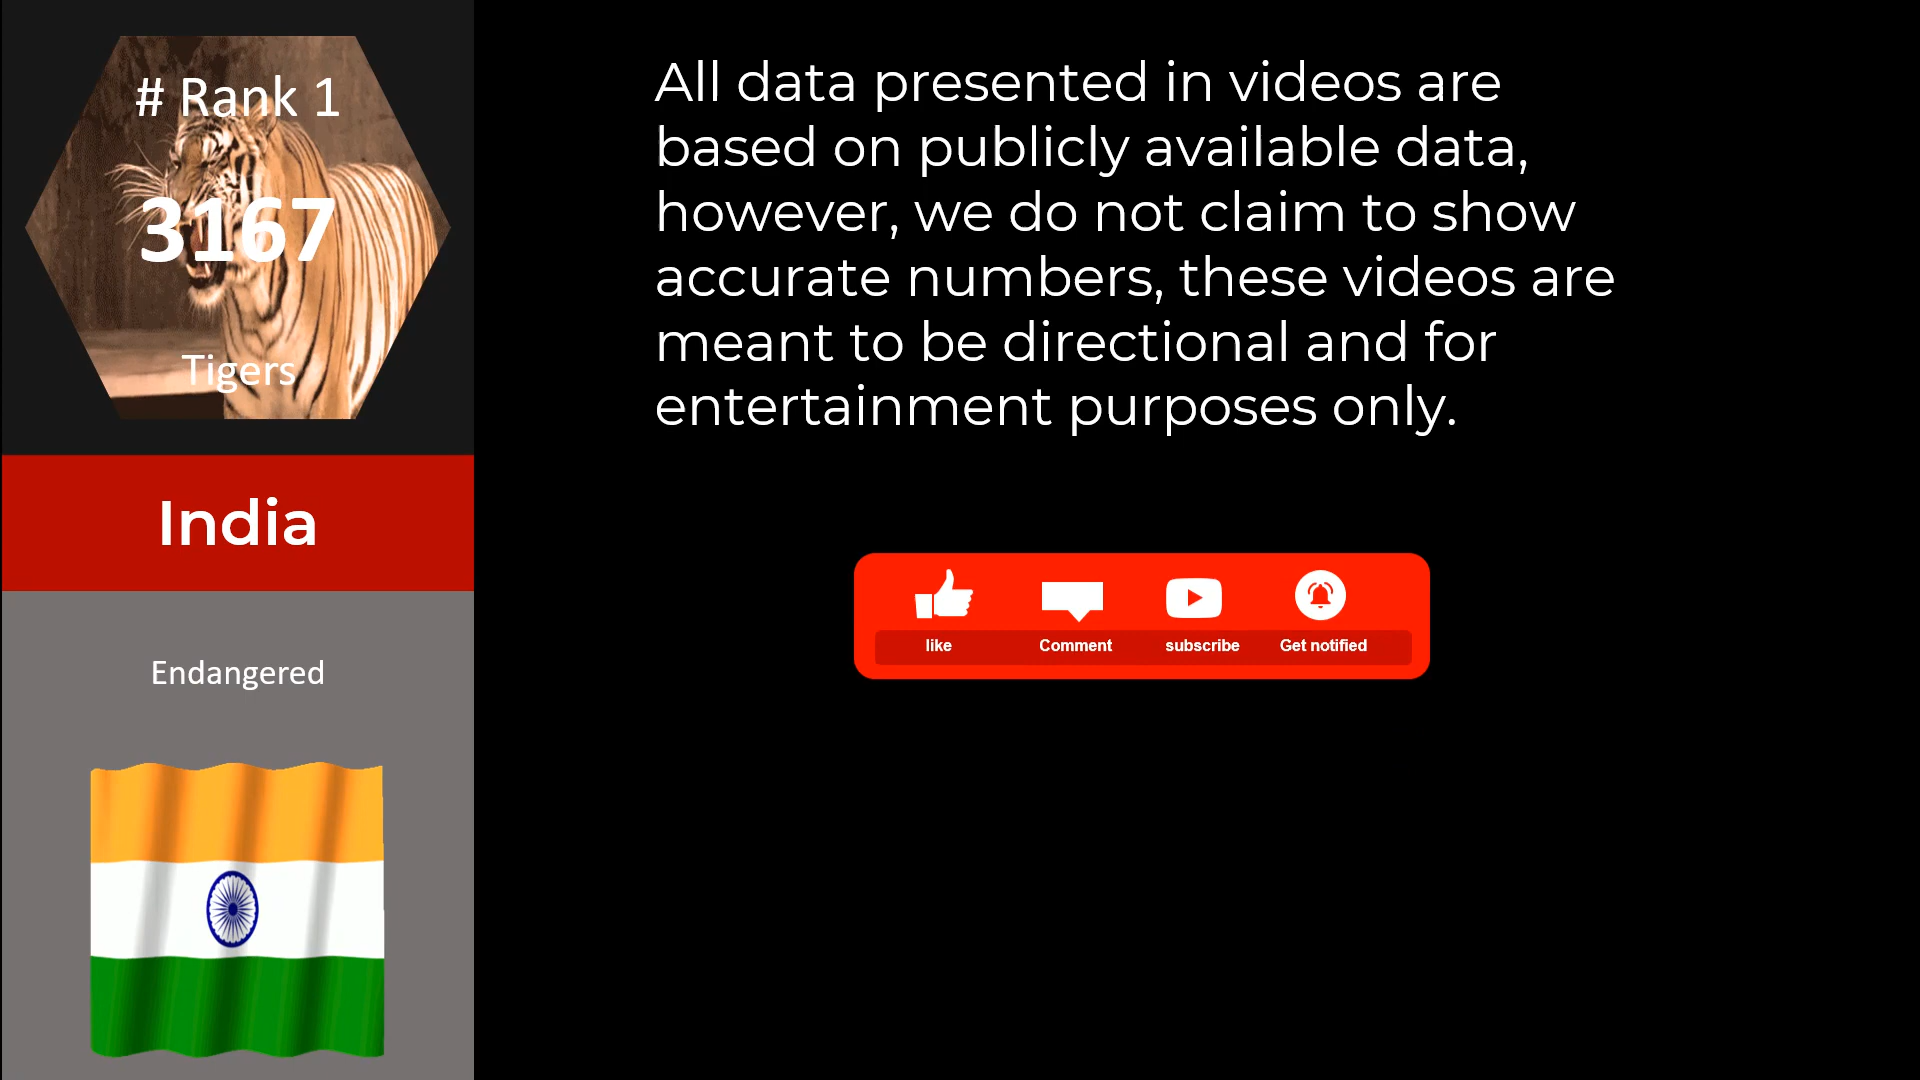 # Rank 1
3167
Tigers
India
Endangered
All data presented in videos are
based on publicly available data,
however, we do not claim to show
accurate numbers, these videos are
meant to be directional and for
entertainment purposes only.
like Comment subscribe Get notified